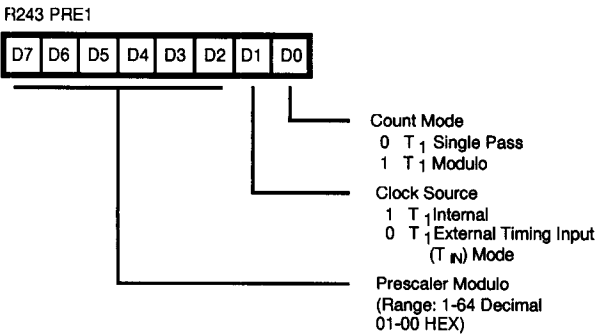 R243 PRE1
D7 D6 D5 D4 D3 D2 D1 D0
Count Mode
0 T1 Single Pass
1 T1 Modulo
Clock Source
1 T1 Internal
0 T1 External Timing Input
(TIN) Mode
Prescaler Modulo
(Range: 1-64 Decimal
01-00 HEX)